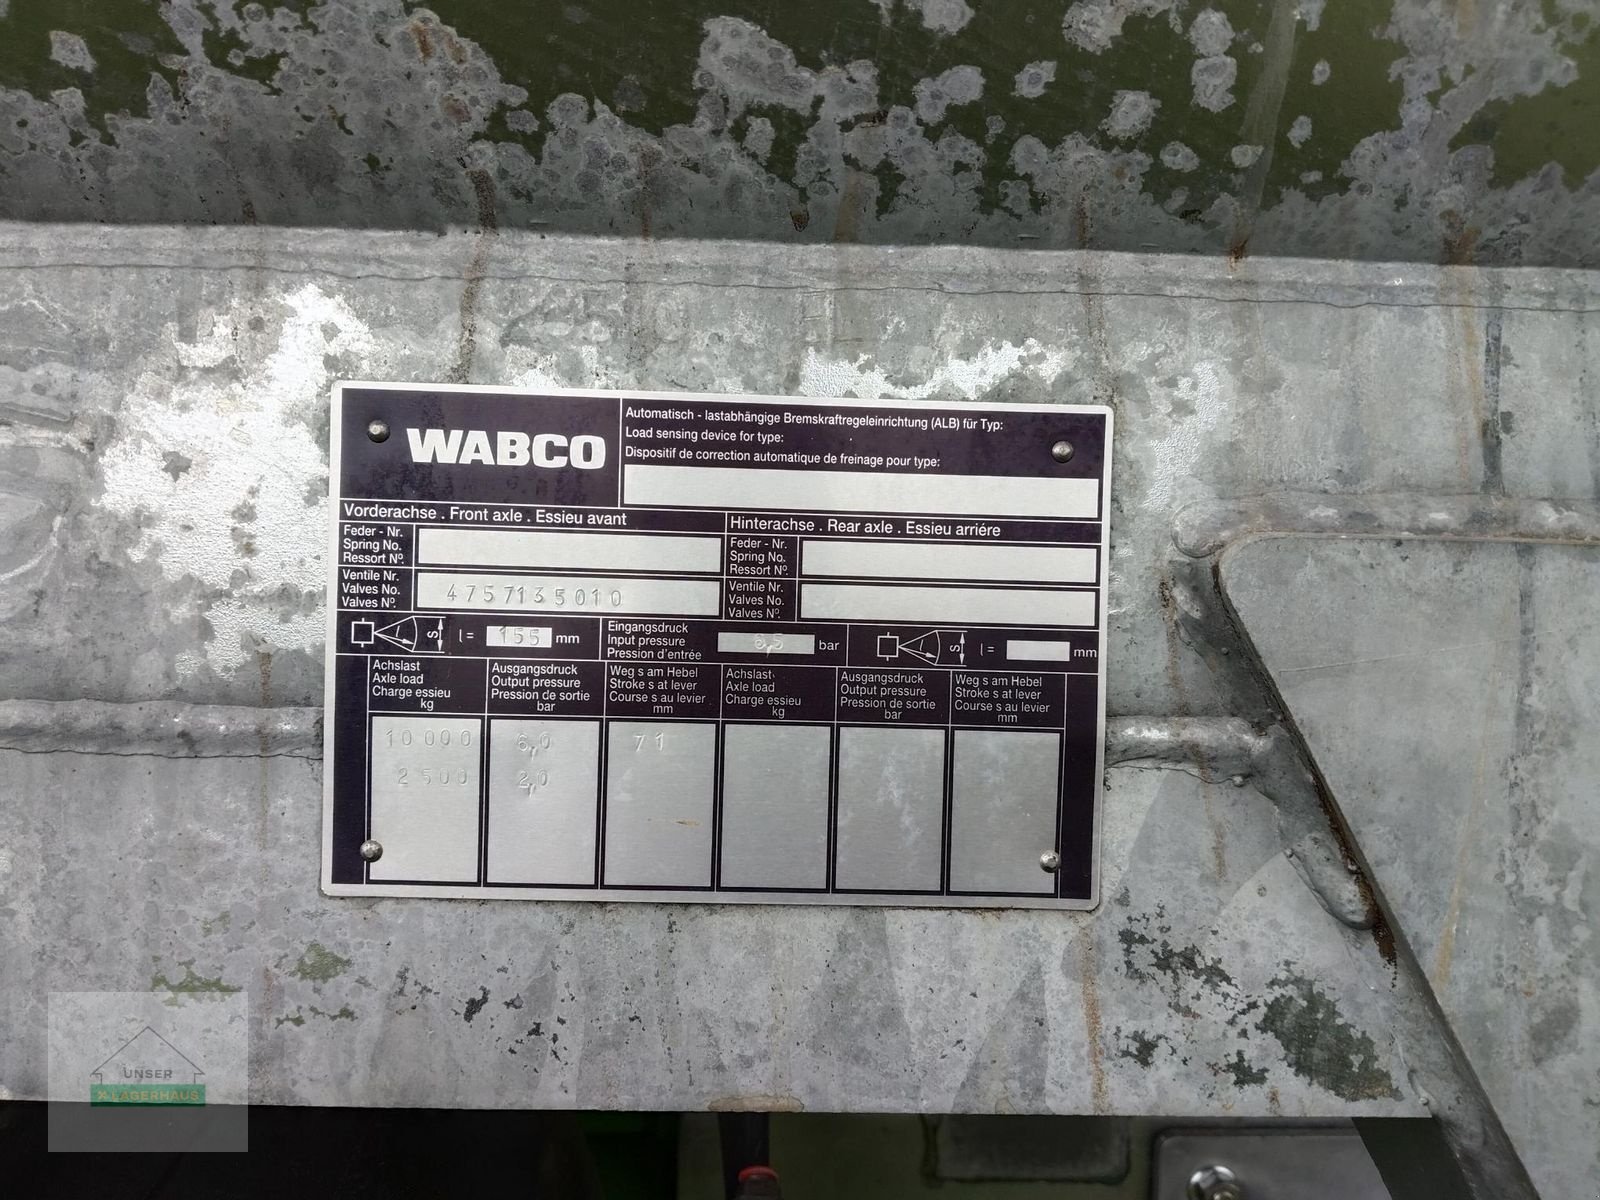 WABCO
Automatisch - lastabhängige Bremskraftregeleinrichtung (ALB) für Typ:
Load sensing device for type:
Dispositif de correction automatique de freinage pour type:
Vorderachse . Front axle . Essieu avant
Feder - Nr.
Spring No.
Ressort Nº.
Ventile Nr.
Valves No.
Valves Nº.
4757135010
Hinterachse . Rear axle . Essieu arriére
Feder - Nr.
Spring No.
Ressort Nº.
Ventile Nr.
Valves No.
Valves Nº.
l S l = 155 mm
Eingangsdruck
Input pressure
Pression d'entrée
6,5 bar
l S l = mm
Achslast
Axle load
Charge essieu
kg
Ausgangsdruck
Output pressure
Pression de sortie
bar
Weg s am Hebel
Stroke s at lever
Course s au levier
mm
Achslast
Axle load
Charge essieu
kg
Ausgangsdruck
Output pressure
Pression de sortie
bar
Weg s am Hebel
Stroke s at lever
Course s au levier
mm
10 000 6,0 71
2 500 2,0
UNSER
X LAGERHAUS